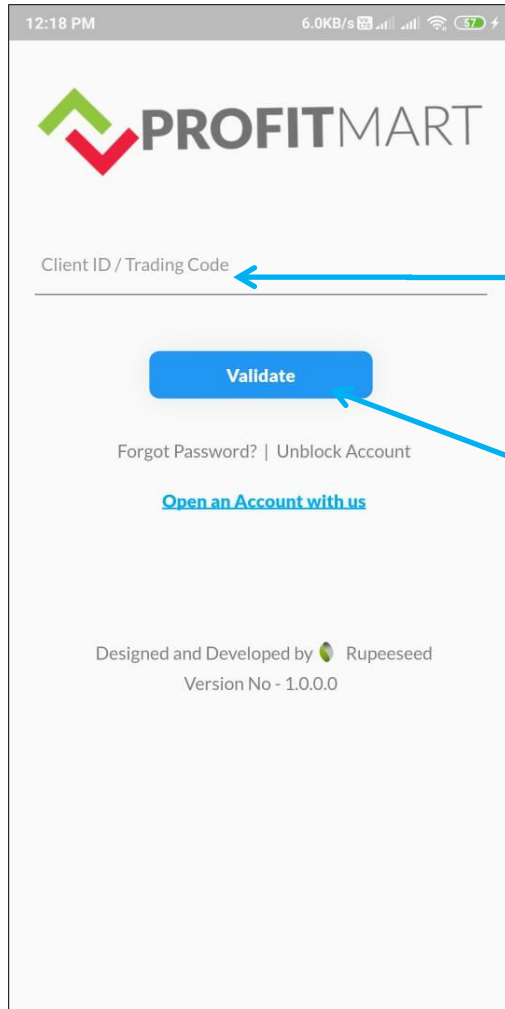 12:18 PM 6.0KB/s 57
PROFITMART
Client ID / Trading Code
Validate
Forgot Password? | Unblock Account
Open an Account with us
Designed and Developed by Rupeeseed
Version No - 1.0.0.0